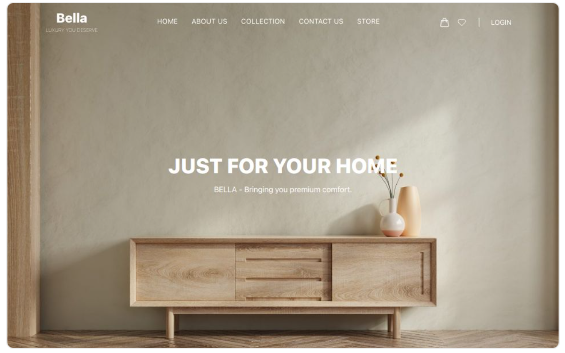 Bella
LUXURY YOU DESERVE
HOME
ABOUT US
COLLECTION
CONTACT US
STORE
LOGIN
JUST FOR YOUR HOME
BELLA - Bringing you premium comfort.